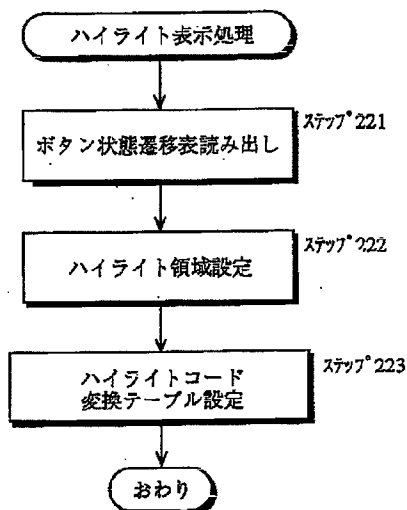 ハイライト表示処理
ボタン状態遷移表読み出し
ステップ221
ハイライト領域設定
ステップ222
ハイライトコード
変換テーブル設定
ステップ223
おわり